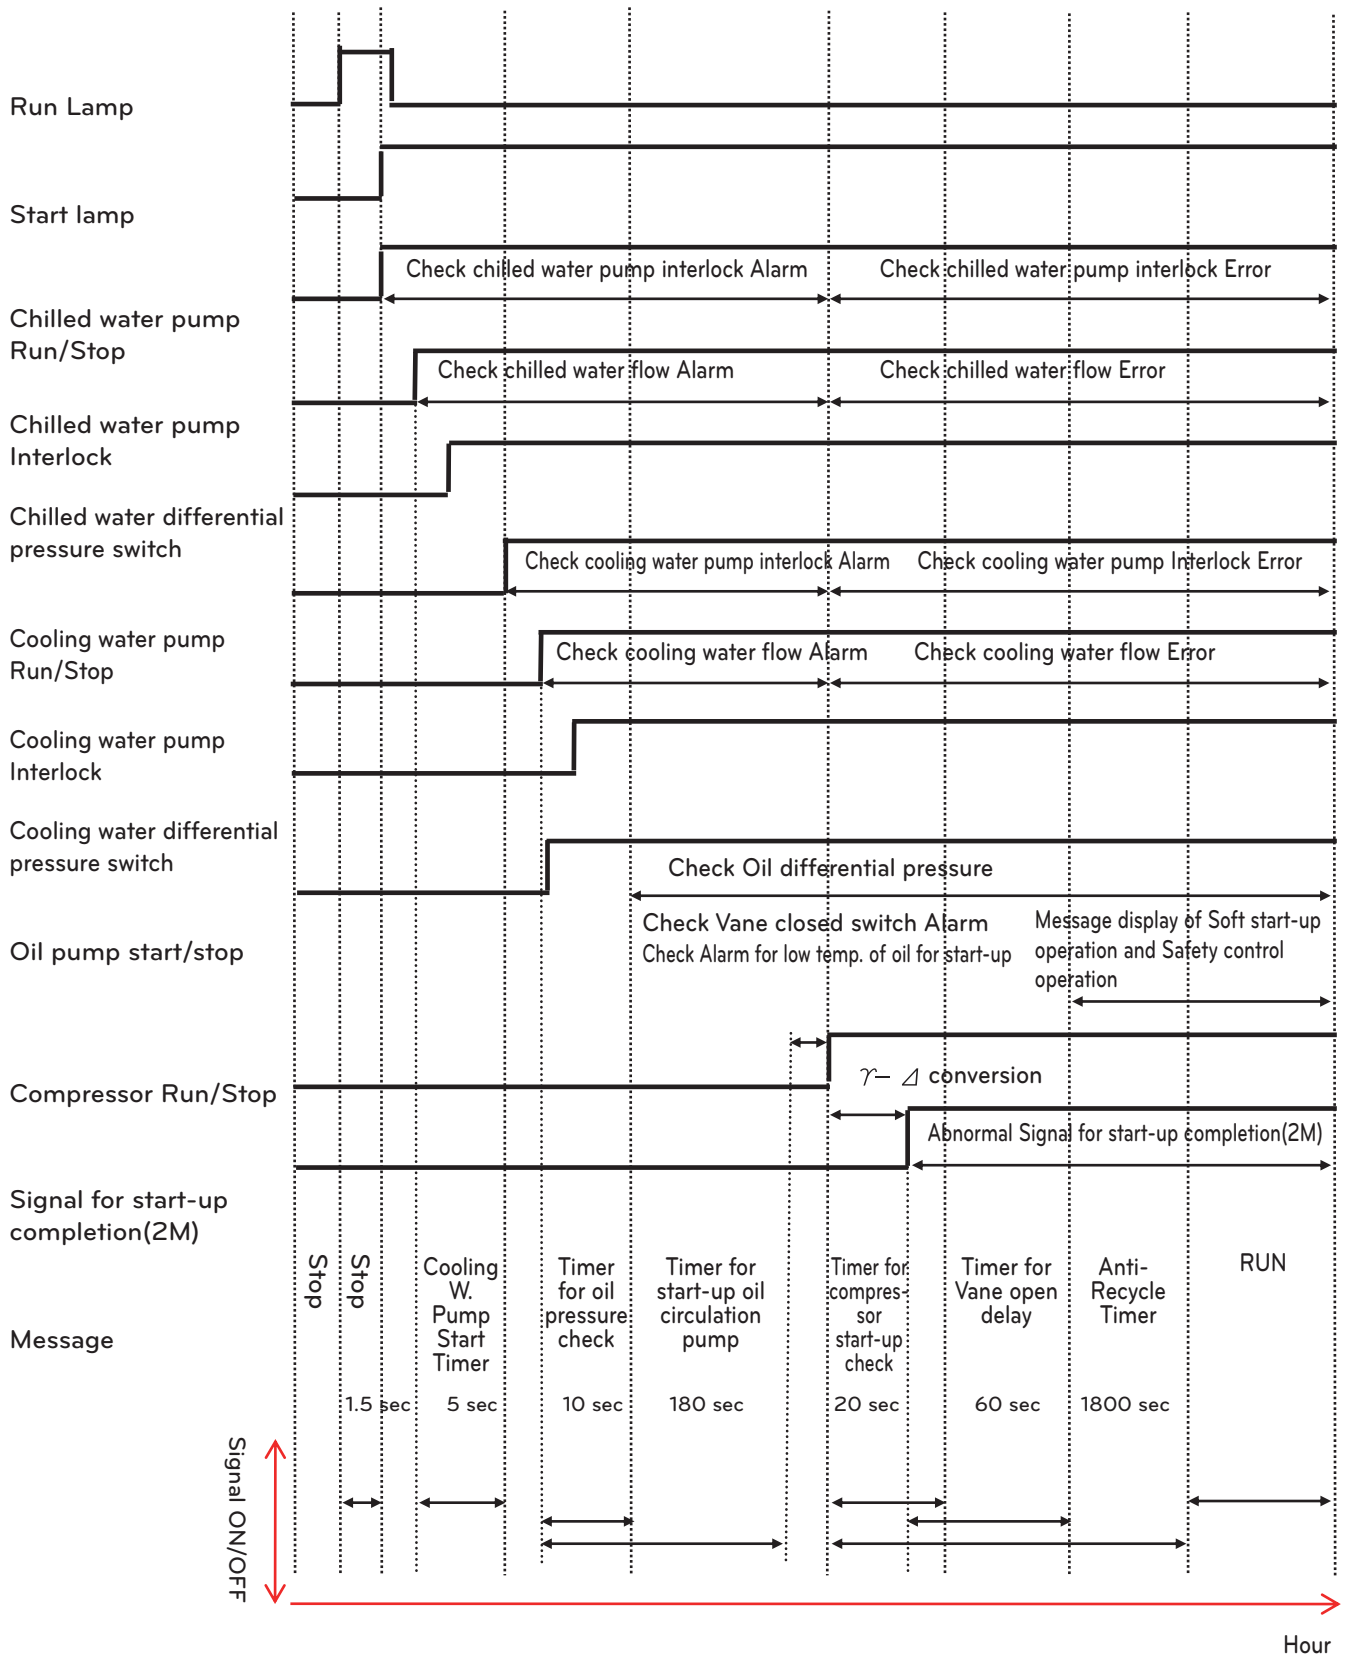 Run Lamp
Start lamp
Check chilled water pump interlock Alarm
Check chilled water pump interlock Error
Chilled water pump
Run/Stop
Check chilled water flow Alarm
Check chilled water flow Error
Chilled water pump
Interlock
Chilled water differential
pressure switch
Check cooling water pump interlock Alarm
Check cooling water pump Interlock Error
Cooling water pump
Run/Stop
Check cooling water flow Alarm
Check cooling water flow Error
Cooling water pump
Interlock
Cooling water differential
pressure switch
Check Oil differential pressure
Check Vane closed switch Alarm
Check Alarm for low temp. of oil for start-up
Message display of Soft start-up
operation and Safety control
operation
Oil pump start/stop
Compressor Run/Stop
γ– ⊿ conversion
Abnormal Signal for start-up completion(2M)
Signal for start-up
completion(2M)
Message
Stop
Stop
1.5 sec
Cooling
W.
Pump
Start
Timer
5 sec
Timer
for oil
pressure
check
10 sec
Timer for
start-up oil
circulation
pump
180 sec
Timer for
compres-
sor
start-up
check
20 sec
Timer for
Vane open
delay
60 sec
Anti-
Recycle
Timer
1800 sec
RUN
Signal ON/OFF
Hour